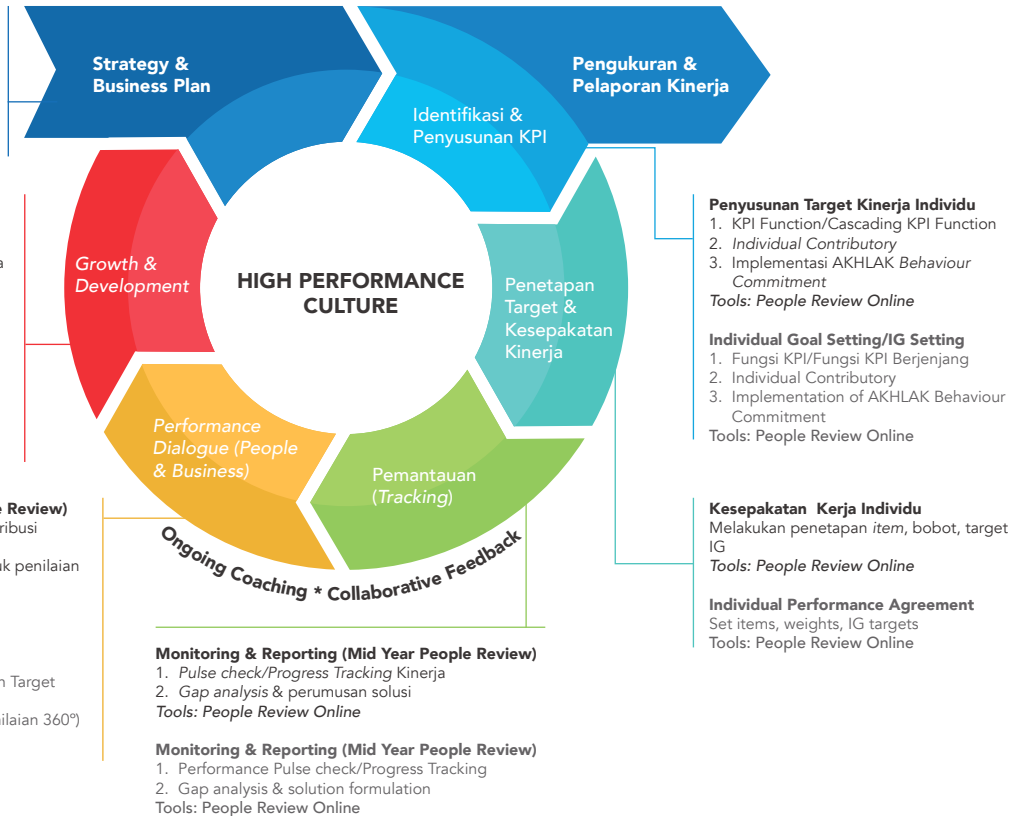 Strategy &
Business Plan
Pengukuran &
Pelaporan Kinerja
Identifikasi &
Penyusunan KPI
Growth &
Development
HIGH PERFORMANCE
CULTURE
Penetapan
Target &
Kesepakatan
Kinerja
Performance
Dialogue (People
& Business)
Pemantauan
(Tracking)
Ongoing Coaching * Collaborative Feedback
Penyusunan Target Kinerja Individu
1. KPI Function/Cascading KPI Function
2. Individual Contributory
3. Implementasi AKHLAK Behaviour
Commitment
Tools: People Review Online
Individual Goal Setting/IG Setting
1. Fungsi KPI/Fungsi KPI Berjenjang
2. Individual Contributory
3. Implementation of AKHLAK Behaviour
Commitment
Tools: People Review Online
Kesepakatan Kerja Individu
Melakukan penetapan item, bobot, target
IG
Tools: People Review Online
Individual Performance Agreement
Set items, weights, IG targets
Tools: People Review Online
Monitoring & Reporting (Mid Year People Review)
1. Pulse check/Progress Tracking Kinerja
2. Gap analysis & perumusan solusi
Tools: People Review Online
Monitoring & Reporting (Mid Year People Review)
1. Performance Pulse check/Progress Tracking
2. Gap analysis & solution formulation
Tools: People Review Online
Review)
penilaian
Target
360º)